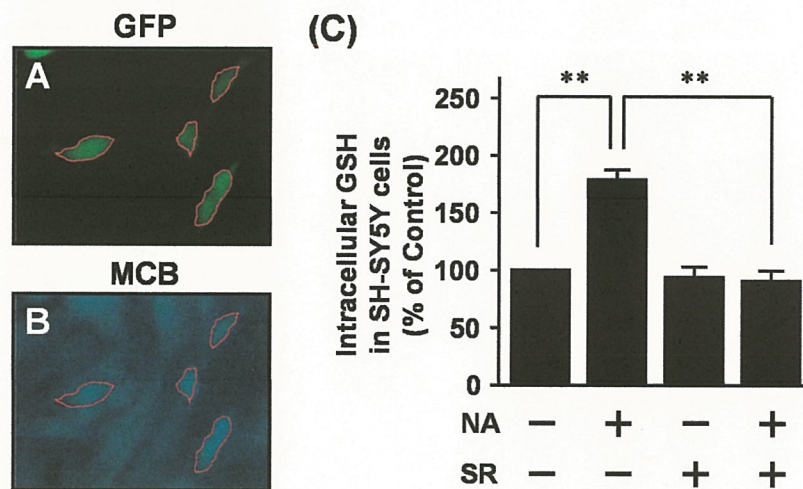 GFP
A
MCB
B
(C)
Intracellular GSH
in SH-SY5Y cells
(% of Control)
250
200
150
100
50
0
**
**
NA − + − +
SR − − + +